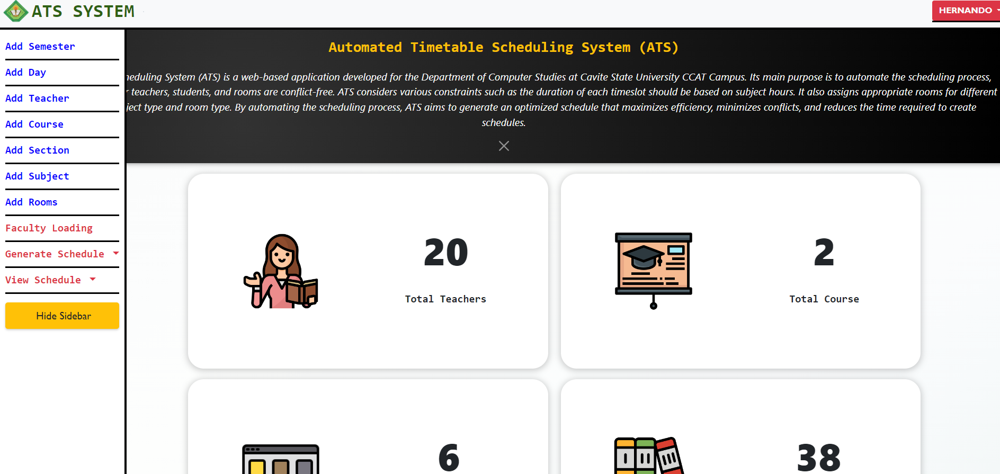 ATS SYSTEM
HERNANDO
Add Semester
Add Day
Add Teacher
Add Course
Add Section
Add Subject
Add Rooms
Faculty Loading
Generate Schedule
View Schedule
Hide Sidebar
Automated Timetable Scheduling System (ATS)
heduling System (ATS) is a web-based application developed for the Department of Computer Studies at Cavite State University CCAT Campus. Its main purpose is to automate the scheduling process,
r teachers, students, and rooms are conflict-free. ATS considers various constraints such as the duration of each timeslot should be based on subject hours. It also assigns appropriate rooms for different
ject type and room type. By automating the scheduling process, ATS aims to generate an optimized schedule that maximizes efficiency, minimizes conflicts, and reduces the time required to create
schedules.
20
Total Teachers
2
Total Course
6
38